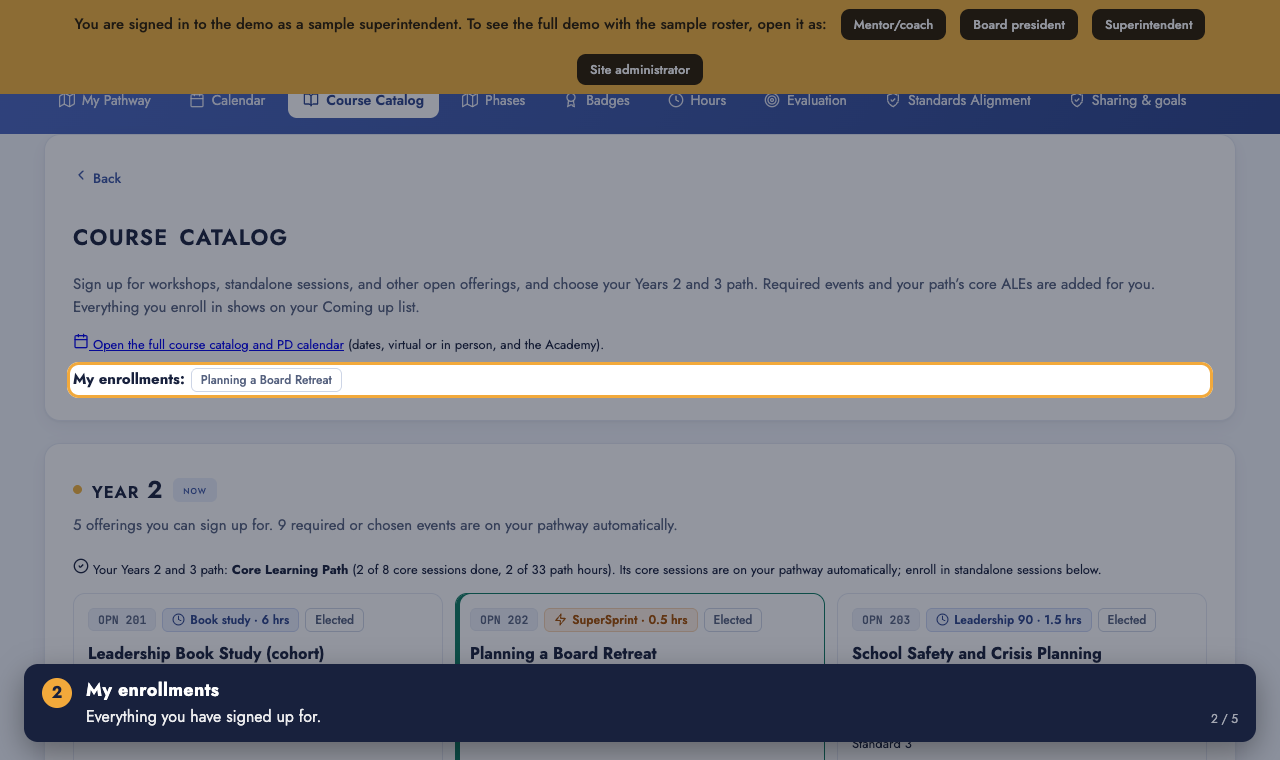 You are signed in to the demo as a sample superintendent. To see the full demo with the sample roster, open it as: Mentor/coach Board president Superintendent
Site administrator
My Pathway Calendar Course Catalog Phases Badges Hours Evaluation Standards Alignment Sharing & goals
Back
COURSE CATALOG
Sign up for workshops, standalone sessions, and other open offerings, and choose your Years 2 and 3 path. Required events and your path's core ALEs are added for you.
Everything you enroll in shows on your Coming up list.
Open the full course catalog and PD calendar (dates, virtual or in person, and the Academy).
My enrollments: Planning a Board Retreat
YEAR 2 NOW
5 offerings you can sign up for. 9 required or chosen events are on your pathway automatically.
Your Years 2 and 3 path: Core Learning Path (2 of 8 core sessions done, 2 of 33 path hours). Its core sessions are on your pathway automatically; enroll in standalone sessions below.
OPN 201 Book study · 6 hrs Elected
Leadership Book Study (cohort)
OPN 202 SuperSprint · 0.5 hrs Elected
Planning a Board Retreat
OPN 203 Leadership 90 · 1.5 hrs Elected
School Safety and Crisis Planning
2 My enrollments
Everything you have signed up for.
2 / 5
Standard 3